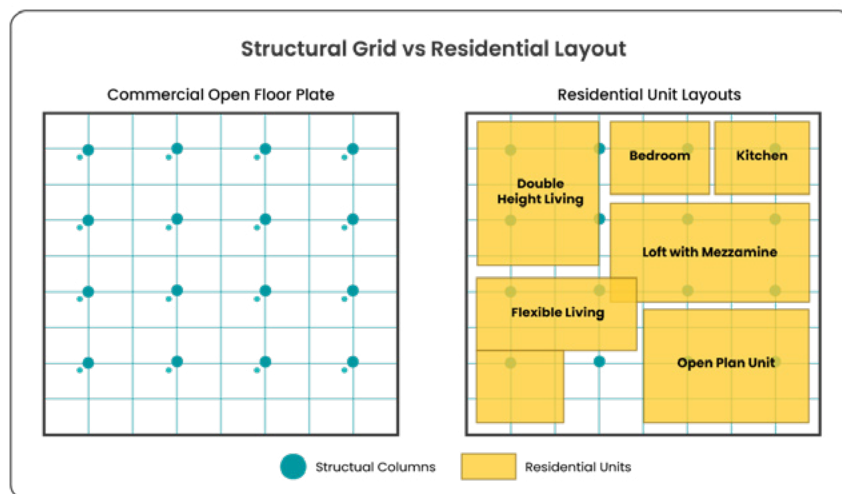 Structural Grid vs Residential Layout
Commercial Open Floor Plate
Residential Unit Layouts
Double
Height Living
Bedroom
Kitchen
Loft with Mezzamine
Flexible Living
Open Plan Unit
Structual Columns
Residential Units